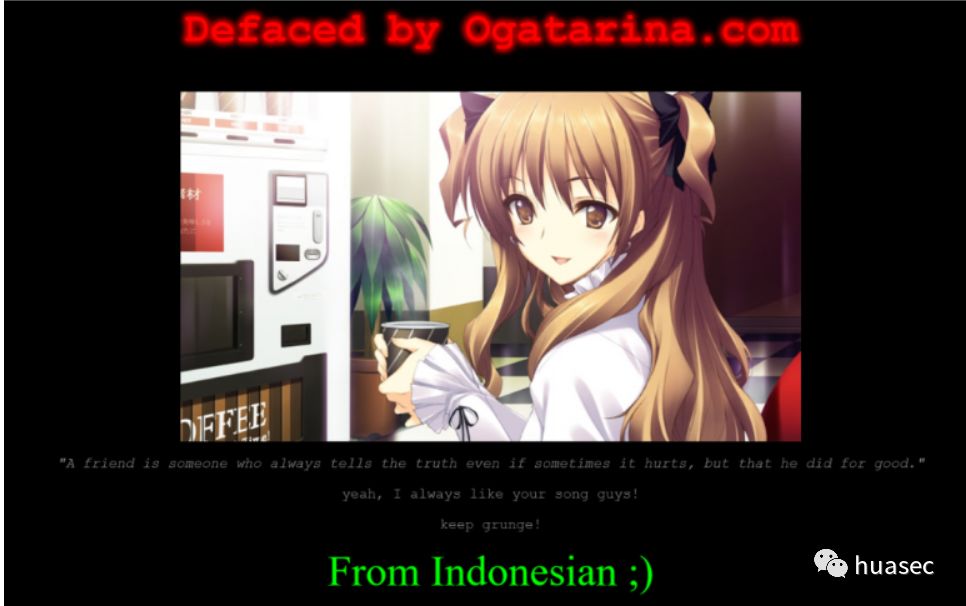 Defaced by Ogatarina.com
COFFEE
"A friend is someone who always tells the truth even if sometimes it hurts, but that he did for good."
yeah, I always like your song guys!
keep grunge!
From Indonesian ;)
huasec